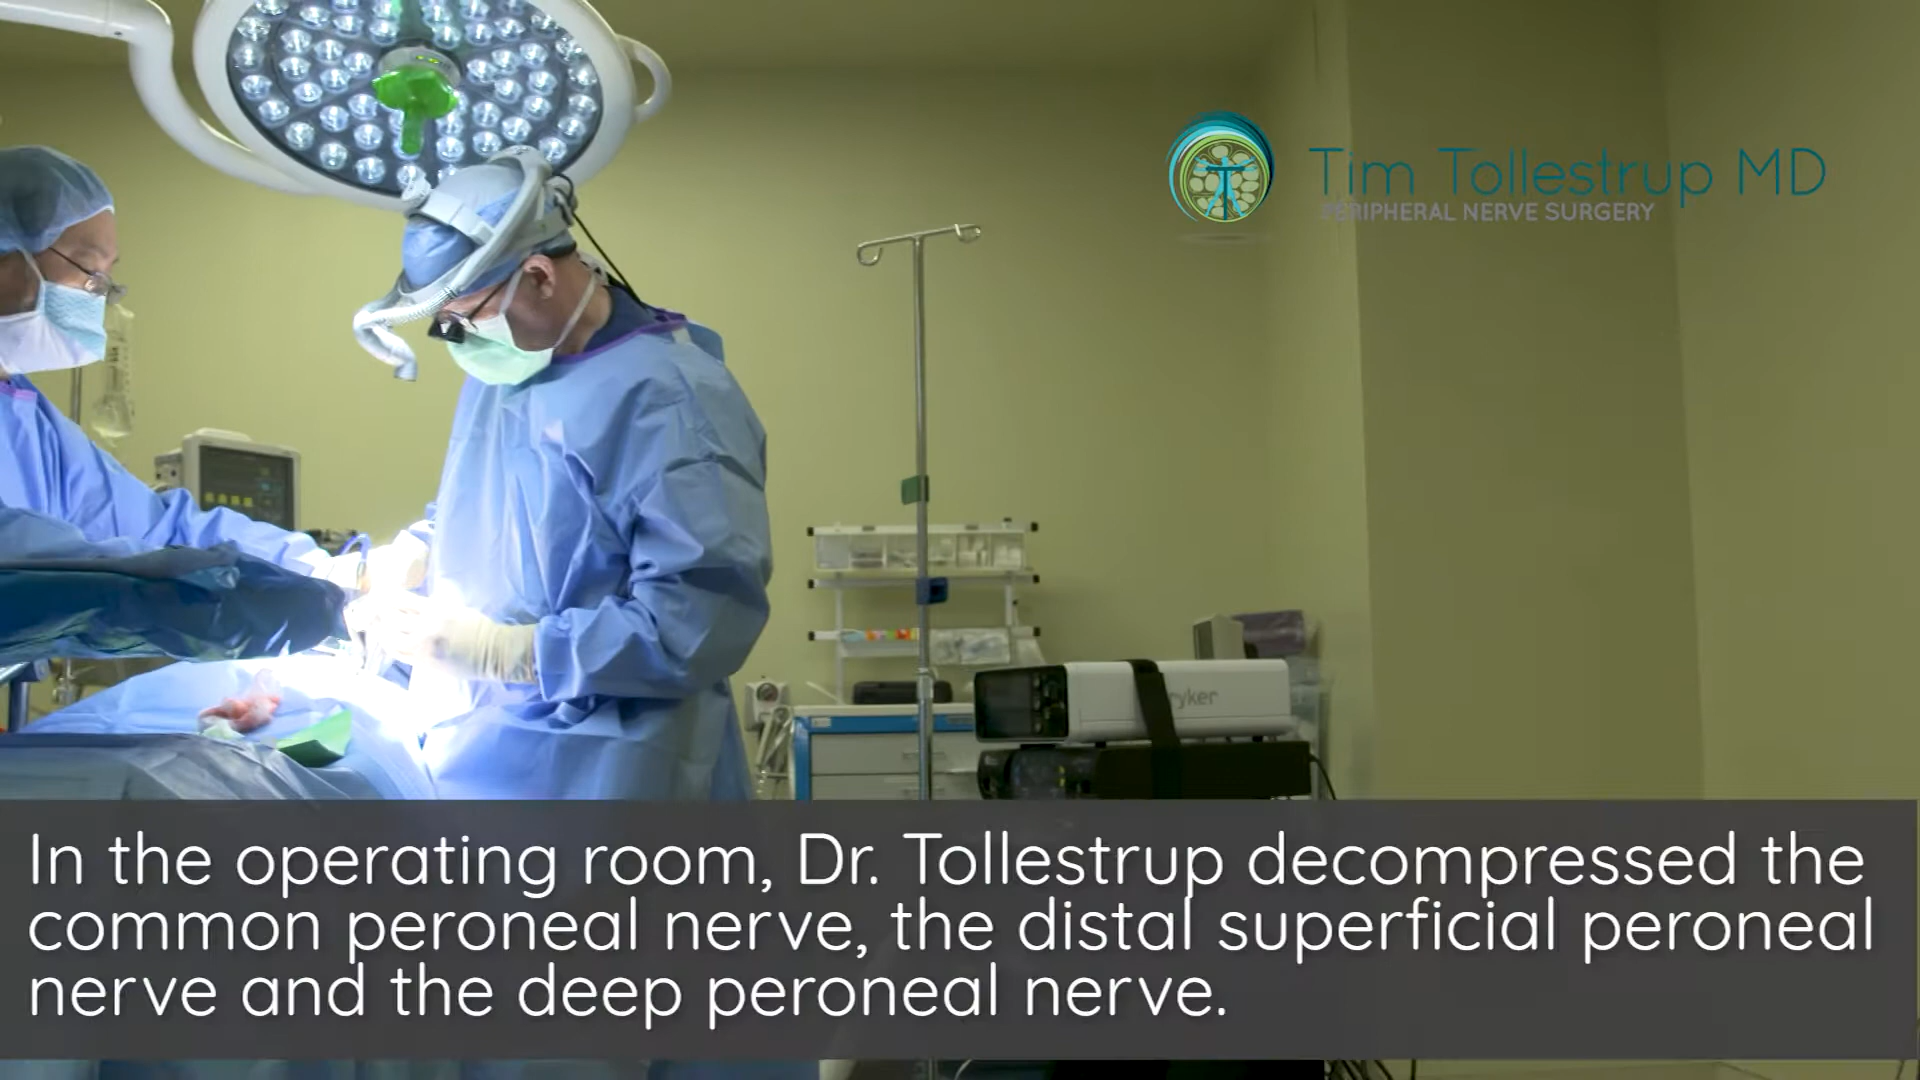 Tim Tollestrup MD
PERIPHERAL NERVE SURGERY
ryker
In the operating room, Dr. Tollestrup decompressed the
common peroneal nerve, the distal superficial peroneal
nerve and the deep peroneal nerve.